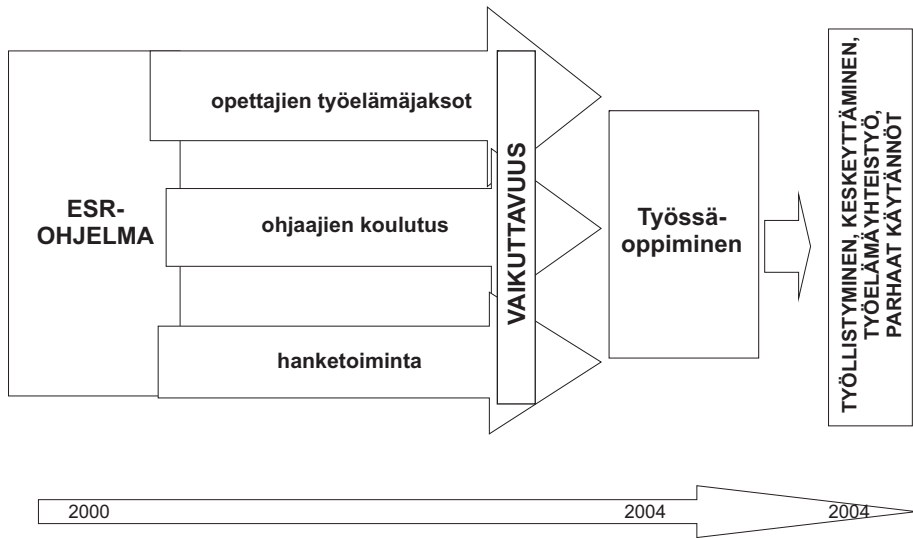 ESR-
OHJELMA
opettajien työelämäjaksot
ohjaajien koulutus
hanketoiminta
VAIKUTTAVUUS
Työssä-
oppiminen
TYÖLLISTYMINEN, KESKEYTTÄMINEN,
TYÖELÄMÄYHTEISTYÖ,
PARHAAT KÄYTÄNNÖT
2000
2004
2004